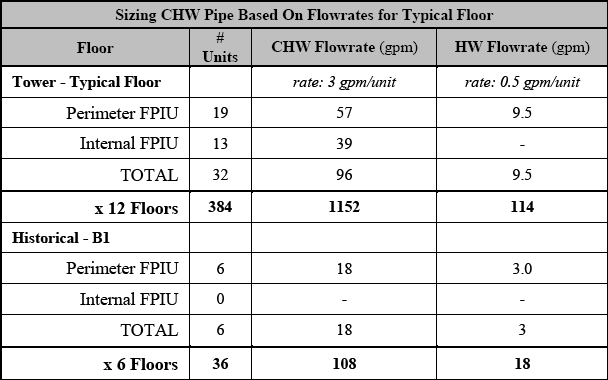 Sizing CHW Pipe Based On Flowrates for Typical Floor
Floor # Units CHW Flowrate (gpm) HW Flowrate (gpm)
Tower - Typical Floor rate: 3 gpm/unit rate: 0.5 gpm/unit
Perimeter FPIU 19 57 9.5
Internal FPIU 13 39 -
TOTAL 32 96 9.5
x 12 Floors 384 1152 114
Historical - B1
Perimeter FPIU 6 18 3.0
Internal FPIU 0 - -
TOTAL 6 18 3
x 6 Floors 36 108 18